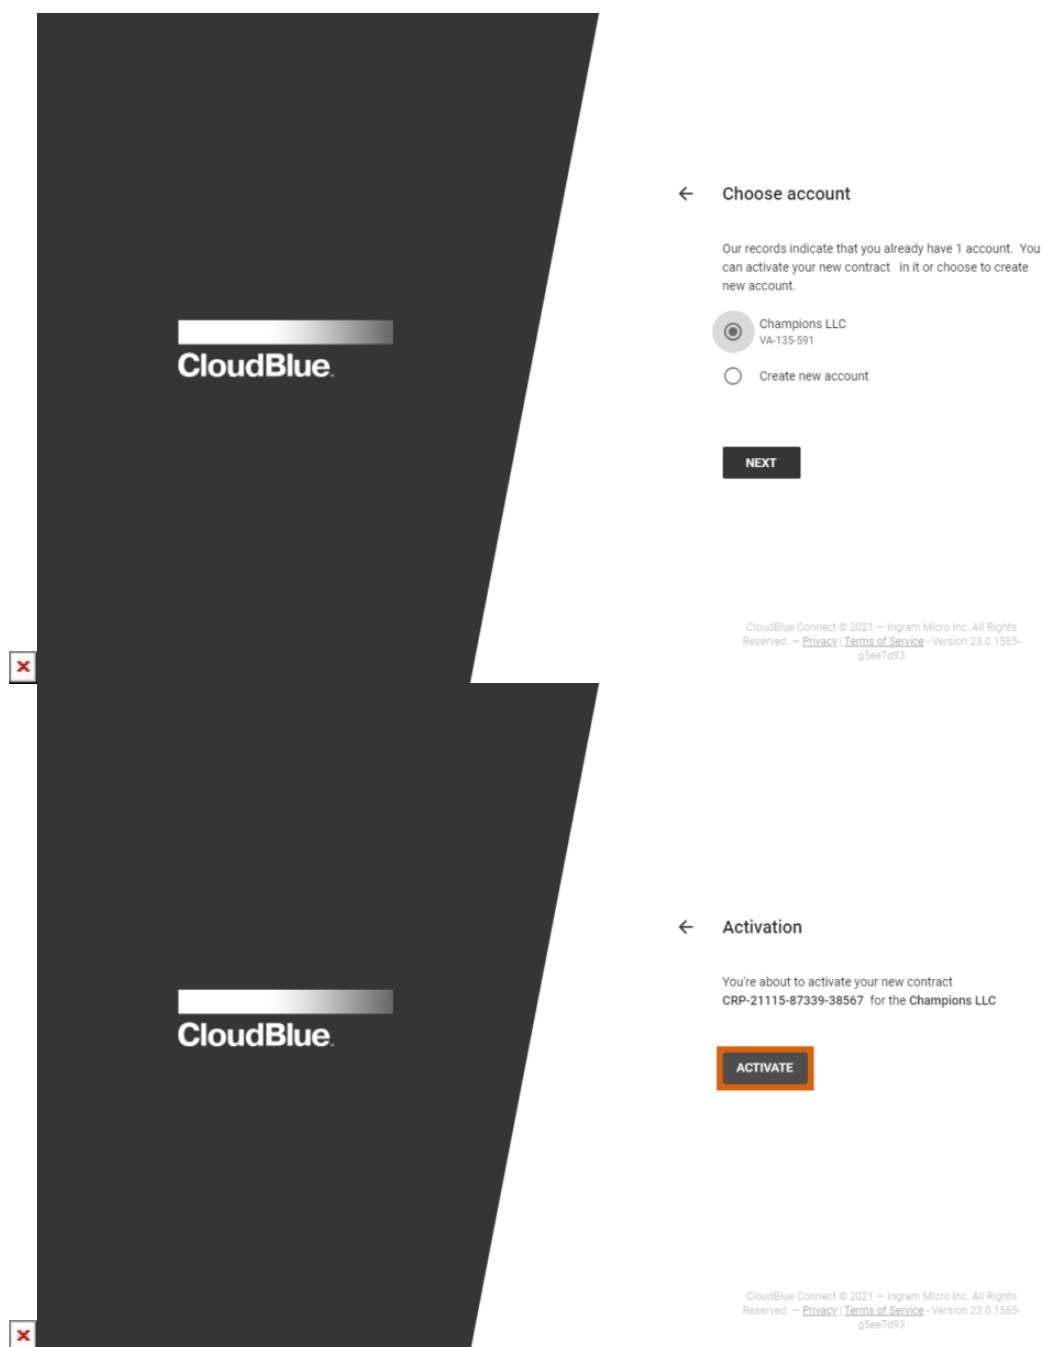 Choose account
Our records indicate that you already have 1 account. You
can activate your new contract in it or choose to create
new account.
Champions LLC
VA-135-591
Create new account
NEXT
CloudBlue.
CloudBlue Connect © 2021 — Ingram Micro Inc. All Rights
Reserved. — Privacy | Terms of Service - Version 23.0.1585-
g5ee7d93
Activation
You're about to activate your new contract
CRP-21115-87339-38567 for the Champions LLC
ACTIVATE
CloudBlue.
CloudBlue Connect © 2021 — Ingram Micro Inc. All Rights
Reserved. — Privacy | Terms of Service - Version 23.0.1585-
g5ee7d93